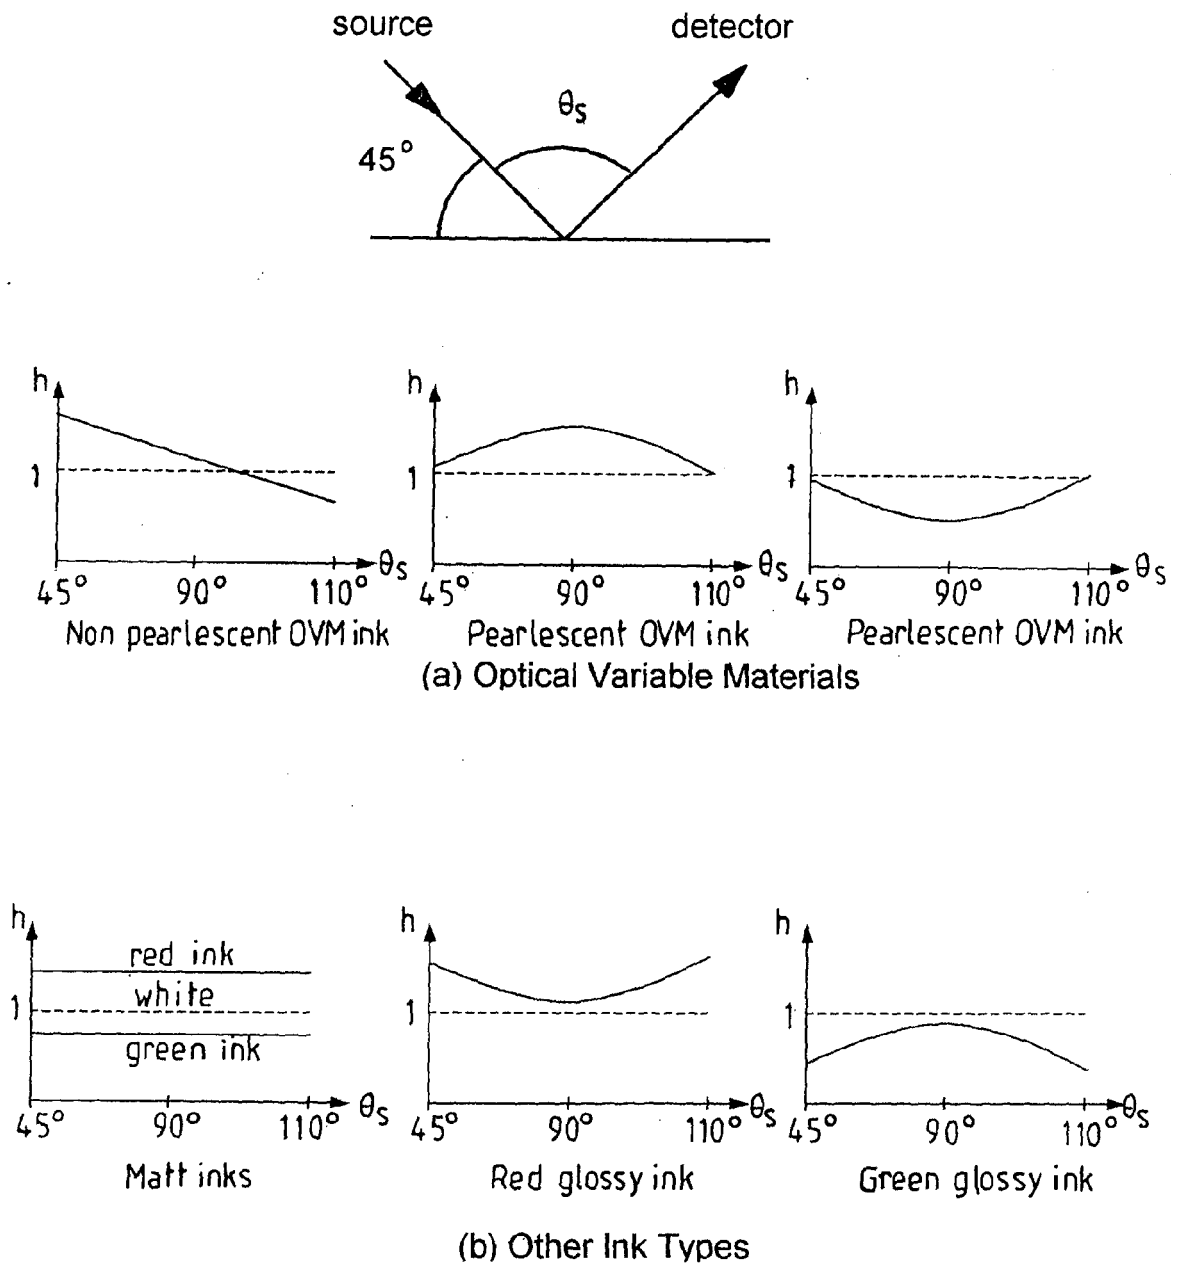 source detector
θs
45°
h h h
1 1 1
θs θs θs
45° 90° 110° 45° 90° 110° 45° 90° 110°
Non pearlescent OVM ink Pearlescent OVM ink Pearlescent OVM ink
(a) Optical Variable Materials
h h h
red ink
white
1 1 1
green ink
θs θs θs
45° 90° 110° 45° 90° 110° 45° 90° 110°
Matt inks Red glossy ink Green glossy ink
(b) Other Ink Types